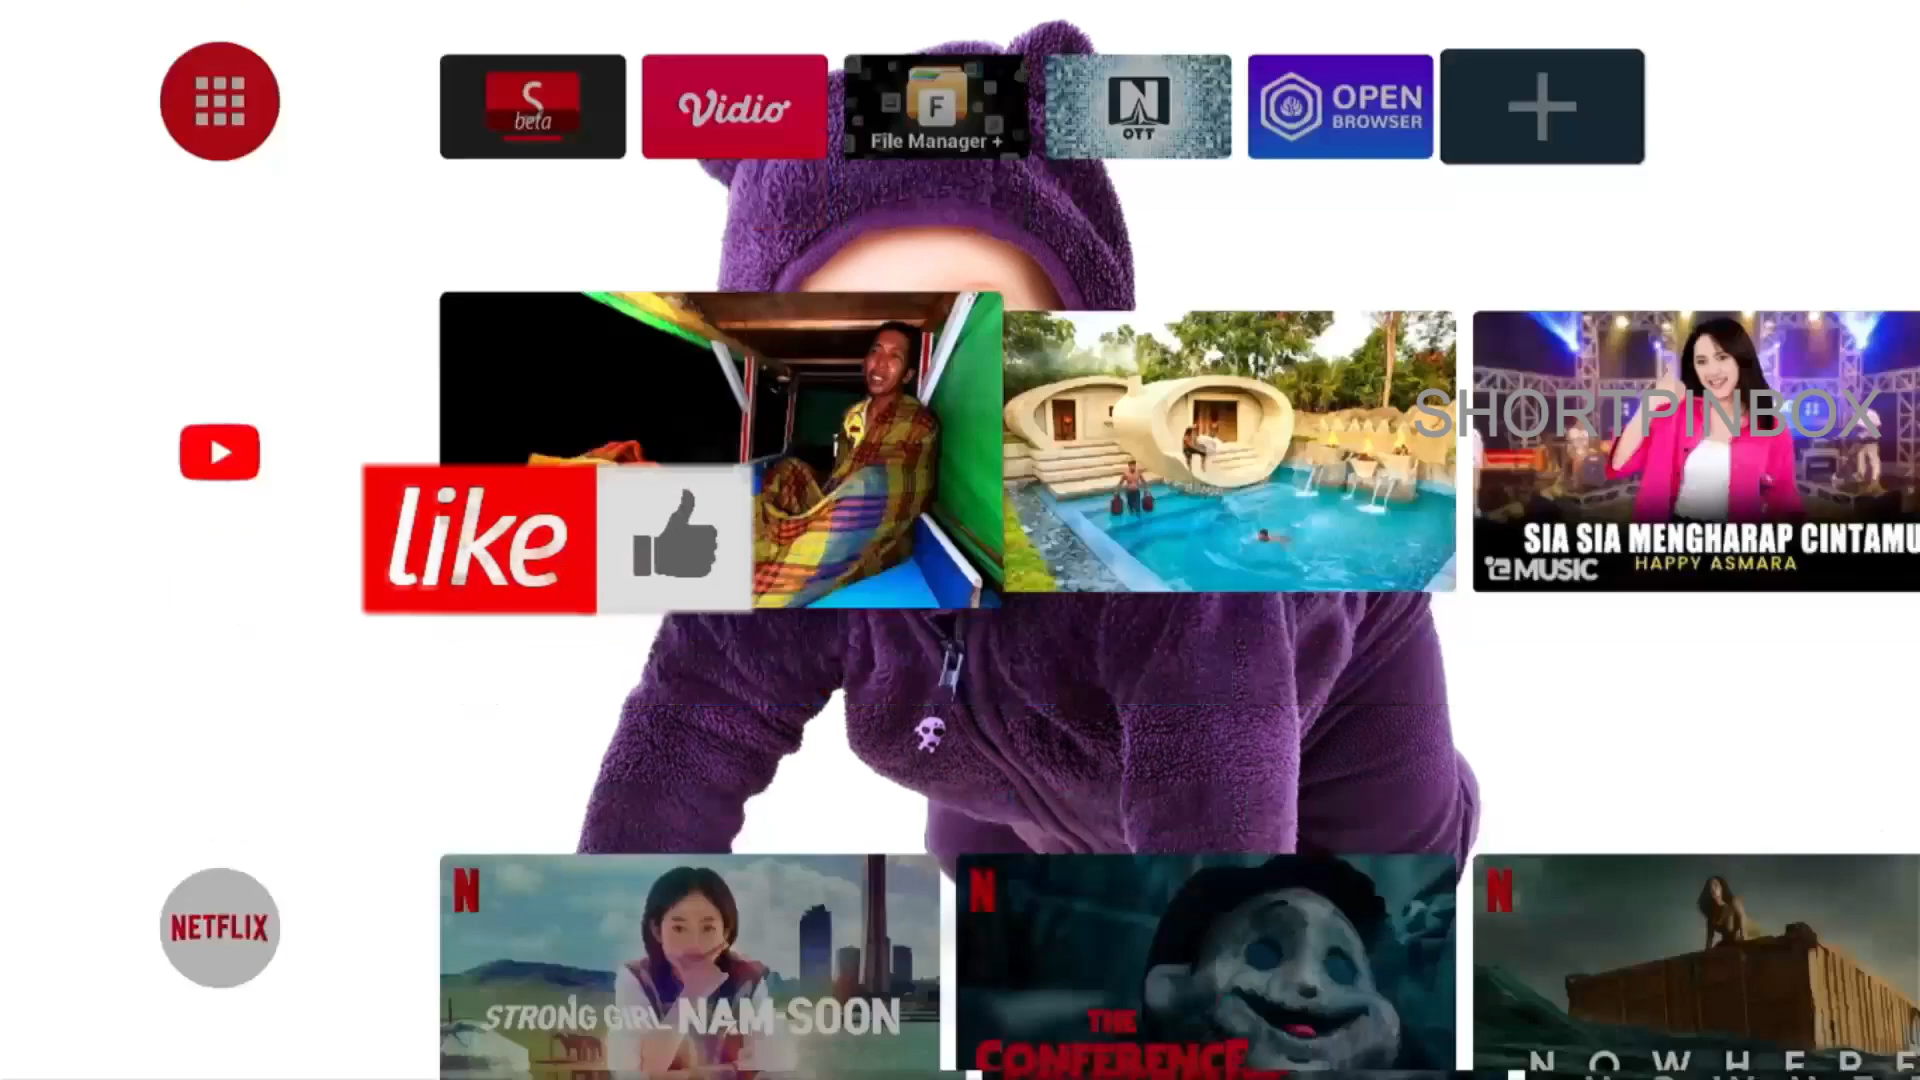 S
beta
Vidio
F
File Manager +
N
OTT
OPEN
BROWSER
SHORTPINBOX
SIA SIA MENGHARAP CINTAMU
MUSIC
HAPPY ASMARA
like
NETFLIX
N
STRONG GIRL NAM-SOON
N
THE
CONFERENCE
N
NOWHERE